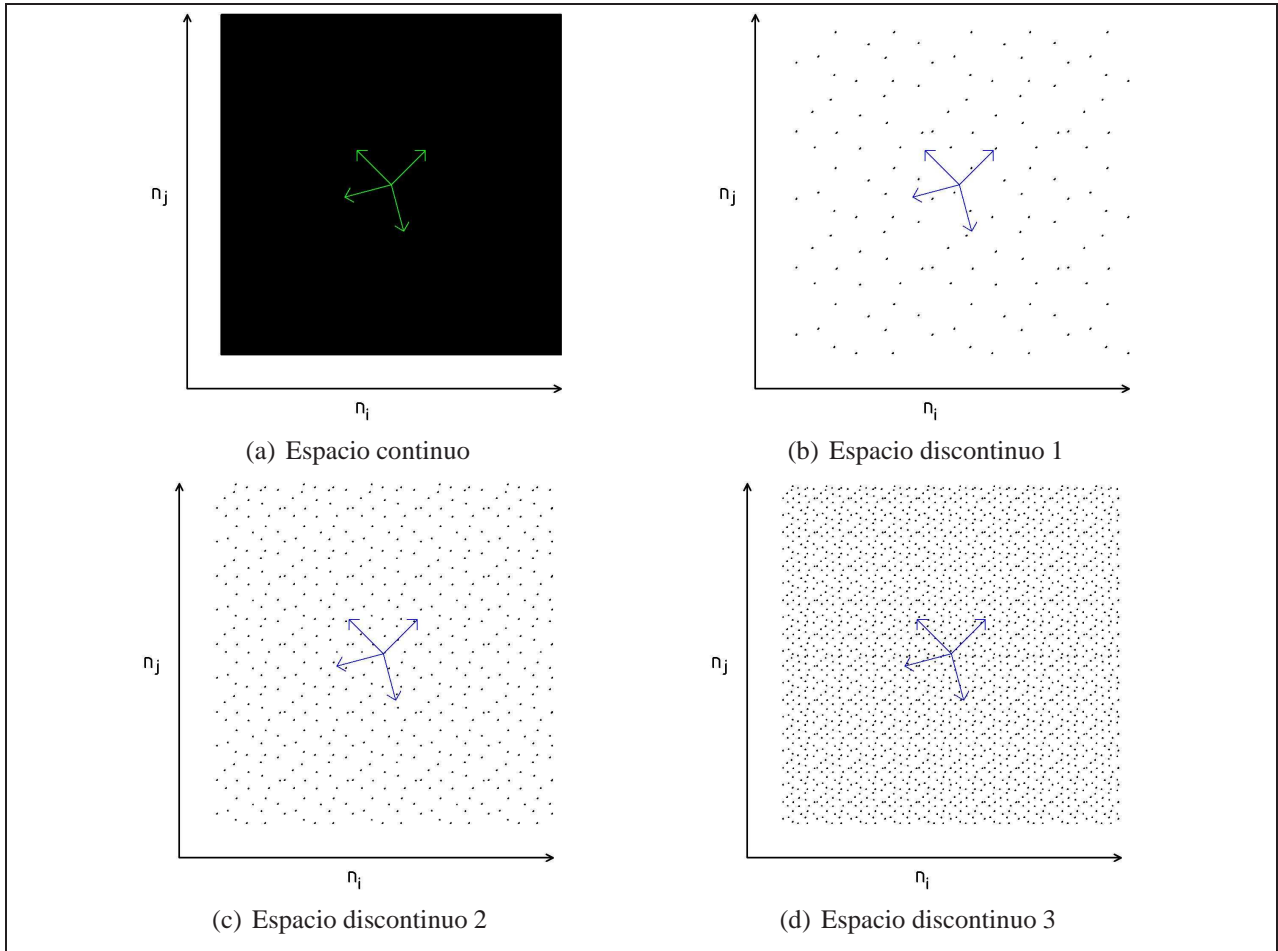 n_j
n_i
(a) Espacio continuo
n_j
n_i
(b) Espacio discontinuo 1
n_j
n_i
(c) Espacio discontinuo 2
n_j
n_i
(d) Espacio discontinuo 3